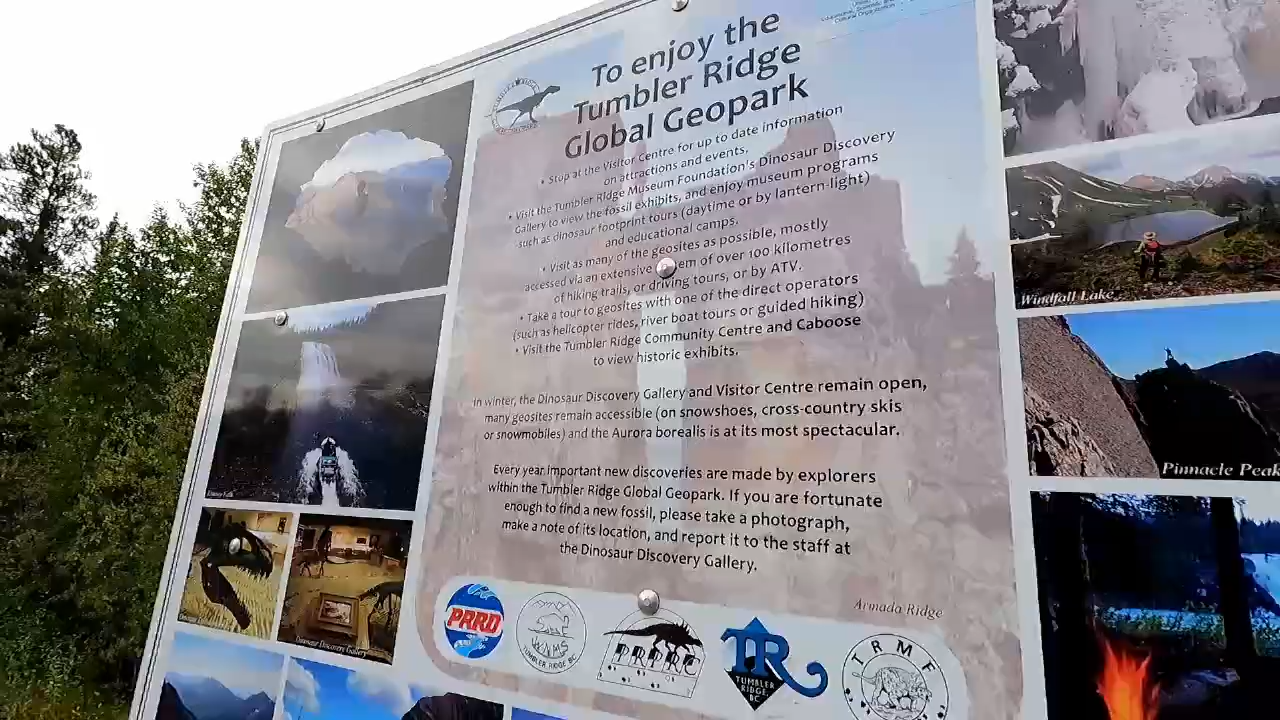 To enjoy the
Tumbler Ridge
Global Geopark
• Stop at the Visitor Centre for up to date information
on attractions and events.
• Visit the Tumbler Ridge Museum Foundation's Dinosaur Discovery
Gallery to view the fossil exhibits, and enjoy museum programs
such as dinosaur footprint tours (daytime or by lantern-light)
and educational camps.
• Visit as many of the geosites as possible, mostly
accessed via an extensive em of over 100 kilometres
of hiking trails, or driving tours, or by ATV.
• Take a tour to geosites with one of the direct operators
(such as helicopter rides, river boat tours or guided hiking)
• Visit the Tumbler Ridge Community Centre and Caboose
to view historic exhibits.
In winter, the Dinosaur Discovery Gallery and Visitor Centre remain open,
many geosites remain accessible (on snowshoes, cross-country skis
or snowmobiles) and the Aurora borealis is at its most spectacular.
Every year important new discoveries are made by explorers
within the Tumbler Ridge Global Geopark. If you are fortunate
enough to find a new fossil, please take a photograph,
make a note of its location, and report it to the staff at
the Dinosaur Discovery Gallery.
Armada Ridge
PRRD
WNMS
TUMBLER RIDGE BC
PRPRC
TR
TUMBLER
RIDGE, BC
TRMF
Windfall Lake
Pinnacle Peak
Dinosaur Discovery Gallery